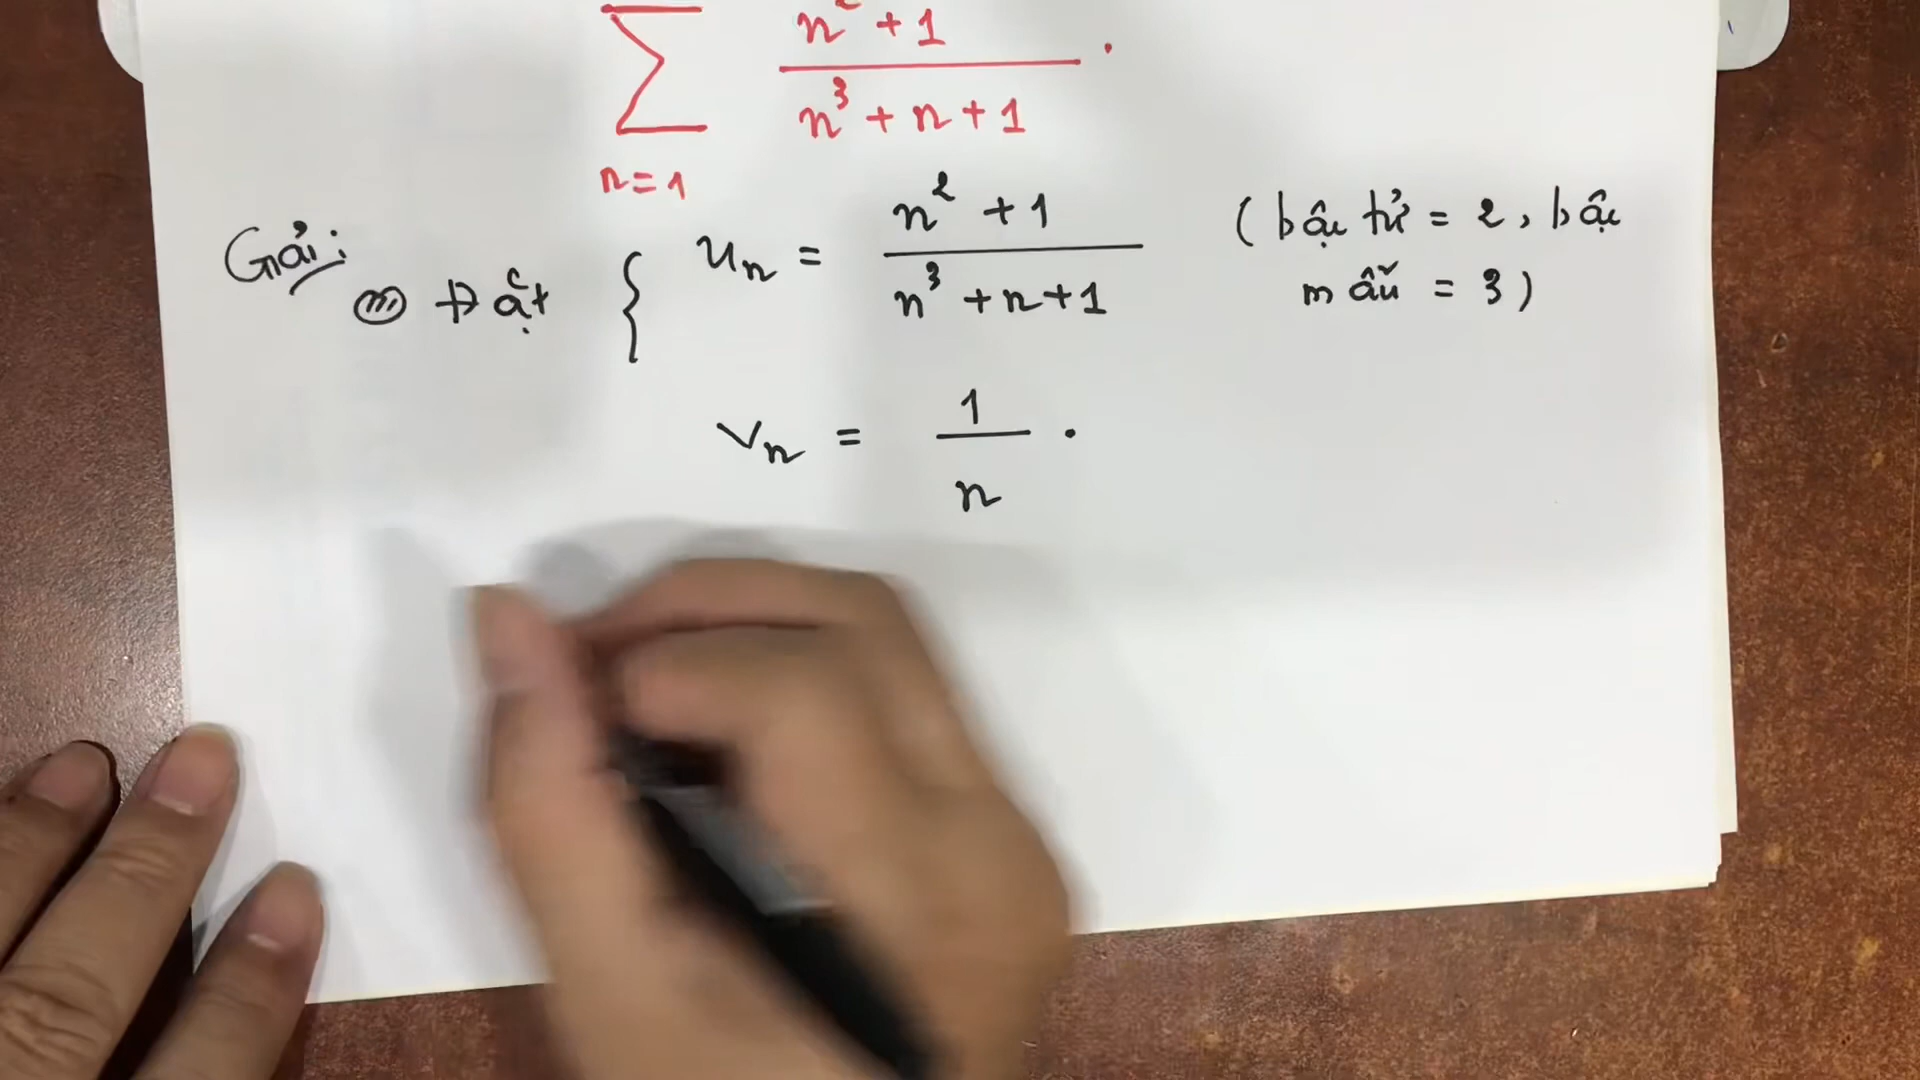 ∑ n² + 1 / n³ + n + 1 .
n = 1
Giải:
Đặt { uₙ = n² + 1 / n³ + n + 1 ( bậc tử = 2, bậc
mẫu = 3 )
vₙ = 1 / n .